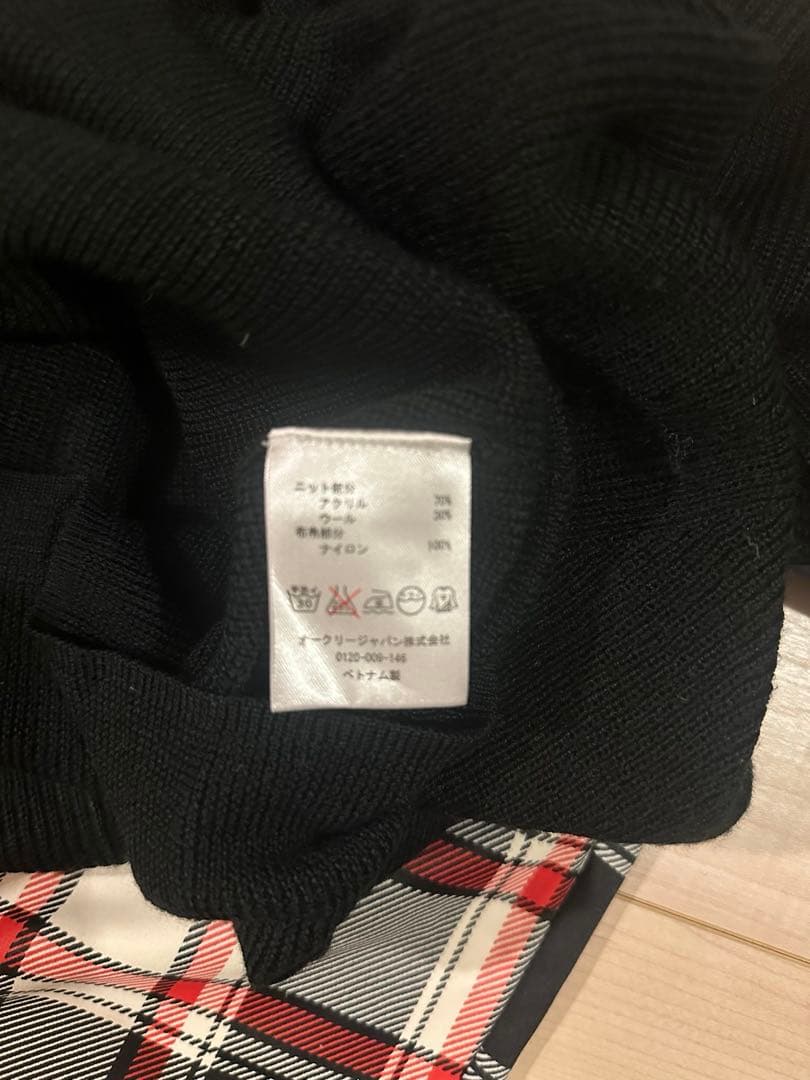 ニット部分
アクリル 70%
ウール 30%
布帛部分
ナイロン 100%
30
オークリージャパン株式会社
0120-009-146
ベトナム製